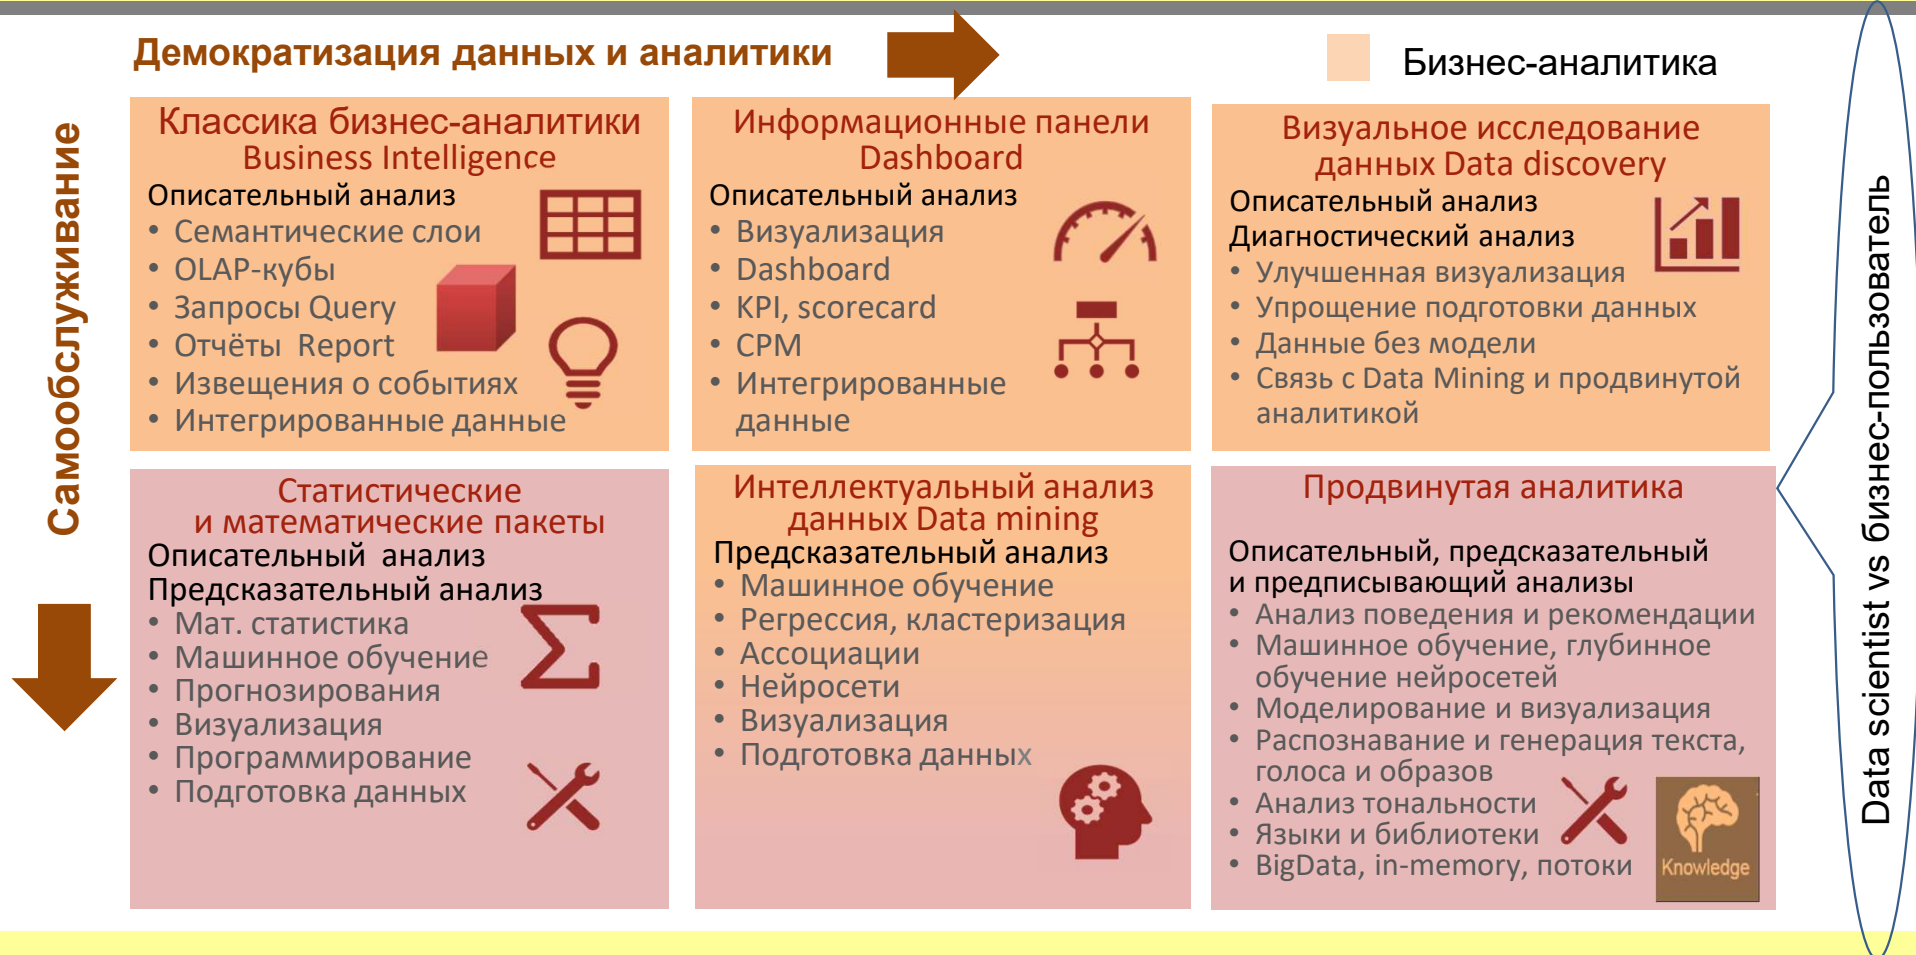 Демократизация данных и аналитики
Бизнес-аналитика
Самообслуживание
Классика бизнес-аналитики
Business Intelligence
Описательный анализ
• Семантические слои
• OLAP-кубы
• Запросы Query
• Отчёты Report
• Извещения о событиях
• Интегрированные данные
Информационные панели
Dashboard
Описательный анализ
• Визуализация
• Dashboard
• KPI, scorecard
• CPM
• Интегрированные
данные
Визуальное исследование
данных Data discovery
Описательный анализ
Диагностический анализ
• Улучшенная визуализация
• Упрощение подготовки данных
• Данные без модели
• Связь с Data Mining и продвинутой
аналитикой
Статистические
и математические пакеты
Описательный анализ
Предсказательный анализ
• Мат. статистика
• Машинное обучение
• Прогнозирования
• Визуализация
• Программирование
• Подготовка данных
Интеллектуальный анализ
данных Data mining
Предсказательный анализ
• Машинное обучение
• Регрессия, кластеризация
• Ассоциации
• Нейросети
• Визуализация
• Подготовка данных
Продвинутая аналитика
Описательный, предсказательный
и предписывающий анализы
• Анализ поведения и рекомендации
• Машинное обучение, глубинное
обучение нейросетей
• Моделирование и визуализация
• Распознавание и генерация текста,
голоса и образов
• Анализ тональности
• Языки и библиотеки
• BigData, in-memory, потоки
Knowledge
Data scientist vs бизнес-пользователь